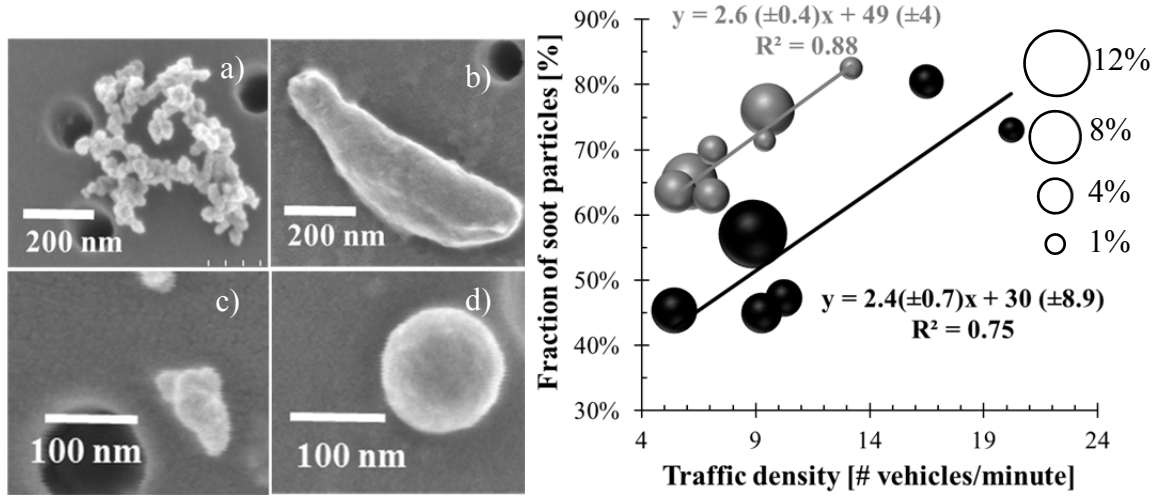 a)
200 nm
b)
200 nm
c)
100 nm
d)
100 nm
y = 2.6 (±0.4)x + 49 (±4)
R² = 0.88
90%
80%
70%
60%
50%
40%
30%
Fraction of soot particles [%]
12%
8%
4%
1%
y = 2.4(±0.7)x + 30 (±8.9)
R² = 0.75
4
9
14
19
24
Traffic density [# vehicles/minute]